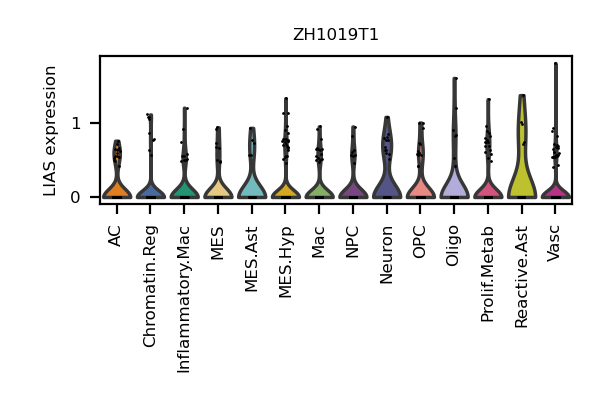 ZH1019T1
LIAS expression
1
0
AC
Chromatin.Reg
Inflammatory.Mac
MES
MES.Ast
MES.Hyp
Mac
NPC
Neuron
OPC
Oligo
Prolif.Metab
Reactive.Ast
Vasc